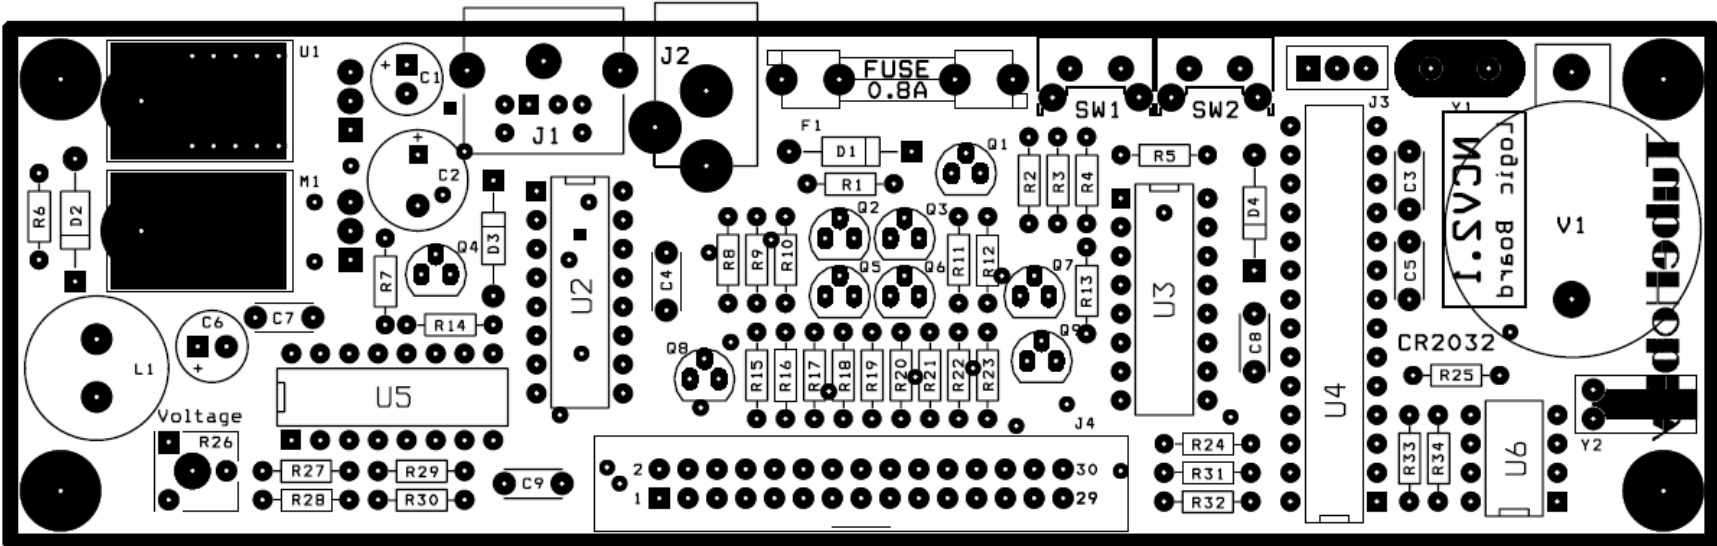 U1
+
C1
J2
FUSE
0.8A
SW1
SW2
J3
Y1
J1
F1
D1
Q1
R5
M1
+
C2
R1
R2
R3
R4
D4
C3
Logic Board
NCV2.1
V1
R6
D2
Q4
D3
Q2
Q3
R7
U2
C4
R8
R9
R10
Q5
Q6
R11
R12
Q7
R13
U3
C5
C6
+
C7
R14
Q8
Q9
C8
CR2032
L1
U5
R15
R16
R17
R18
R19
R20
R21
R22
R23
U4
R25
Voltage
R26
J4
Y2
R27
R29
2
30
R24
R31
R33
R34
U6
R28
R30
C9
1
29
R32